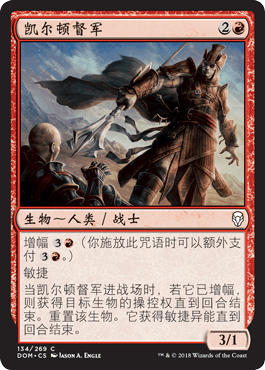 凯尔顿督军 2
生物～人类 / 战士
增幅 3（你施放此咒语时可以额外支
付 3。）
敏捷
当凯尔顿督军进战场时，若它已增幅，
则获得目标生物的操控权直到回合结
束。重置该生物。它获得敏捷异能直到
回合结束。
3/1
134/269 C
DOM • CS JASON A. ENGLE
™ & © 2018 Wizards of the Coast